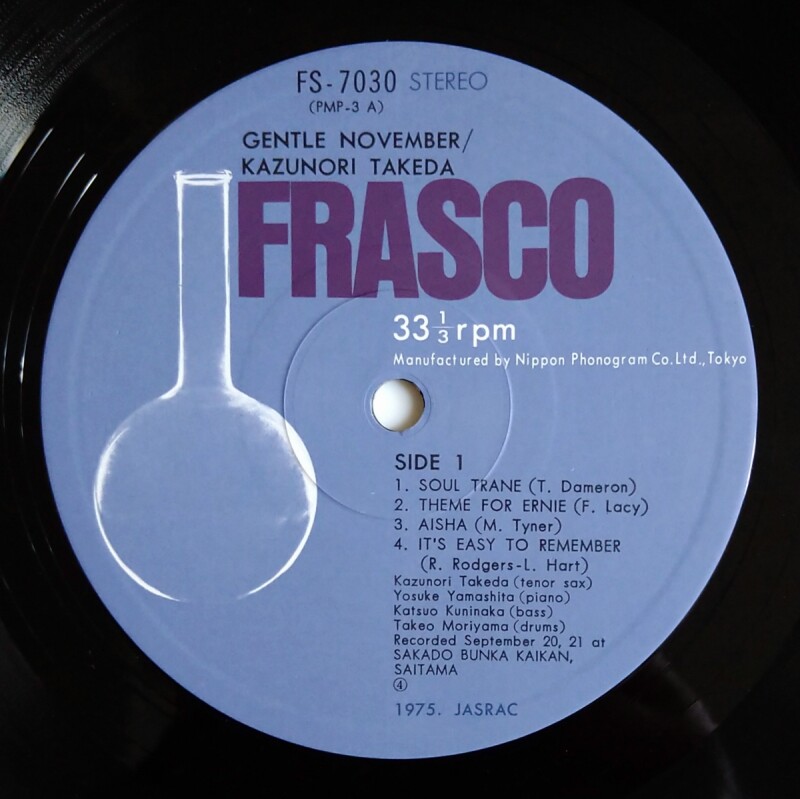 FS-7030 STEREO
(PMP-3 A)
GENTLE NOVEMBER/
KAZUNORI TAKEDA
FRASCO
33 1/3 rpm
Manufactured by Nippon Phonogram Co.Ltd.,Tokyo
SIDE 1
1. SOUL TRANE (T. Dameron)
2. THEME FOR ERNIE (F. Lacy)
3. AISHA (M. Tyner)
4. IT'S EASY TO REMEMBER
(R. Rodgers-L. Hart)
Kazunori Takeda (tenor sax)
Yosuke Yamashita (piano)
Katsuo Kuninaka (bass)
Takeo Moriyama (drums)
Recorded September 20, 21 at
SAKADO BUNKA KAIKAN,
SAITAMA
④
1975. JASRAC